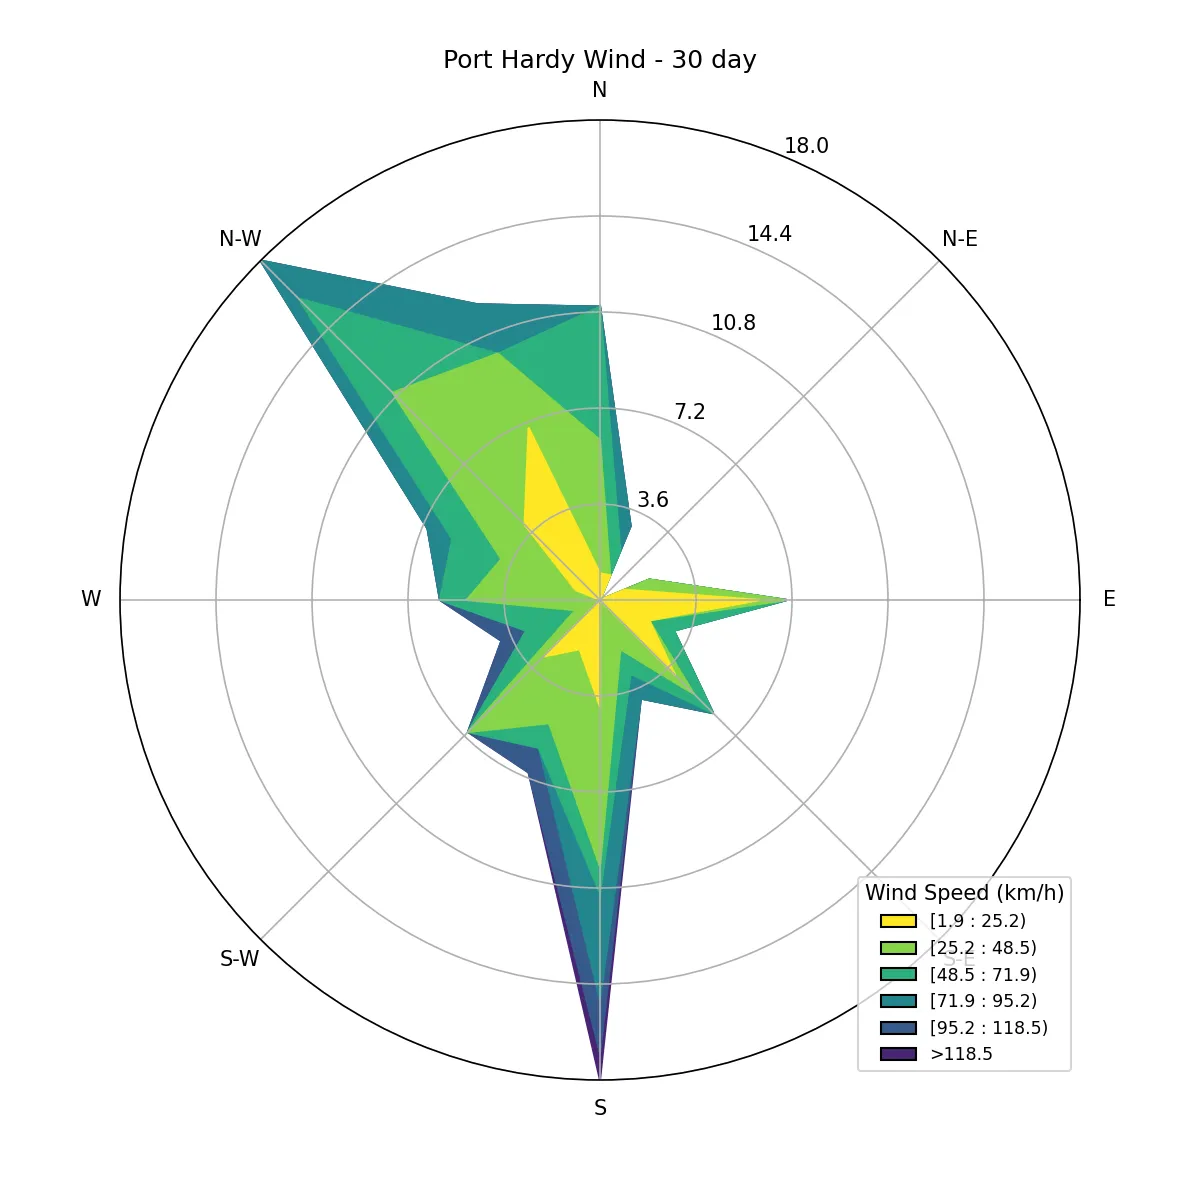 Port Hardy Wind - 30 day
N
18.0
14.4
N-W
N-E
10.8
7.2
3.6
W
E
Wind Speed (km/h)
[1.9 : 25.2)
[25.2 : 48.5)
S-W
S-E
[48.5 : 71.9)
[71.9 : 95.2)
[95.2 : 118.5)
>118.5
S